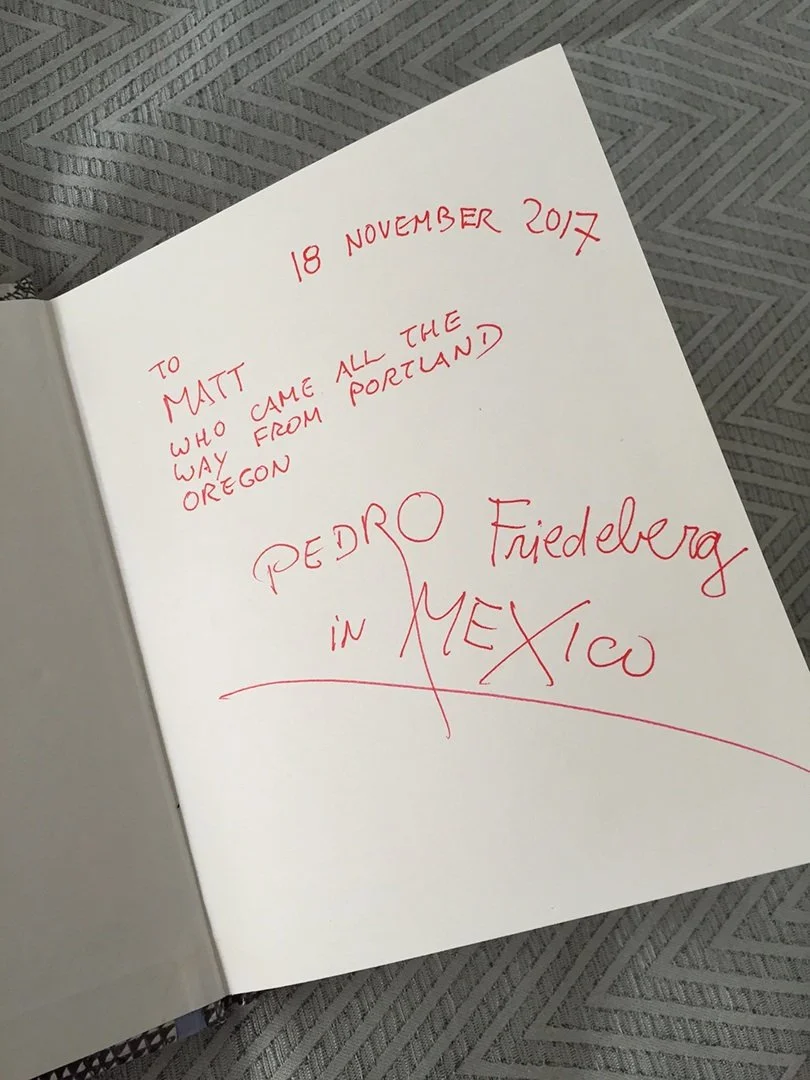 18 NOVEMBER 2017
TO
MATT
WHO CAME ALL THE
WAY FROM PORTLAND
OREGON
PEDRO Friedeberg
in MEXICO